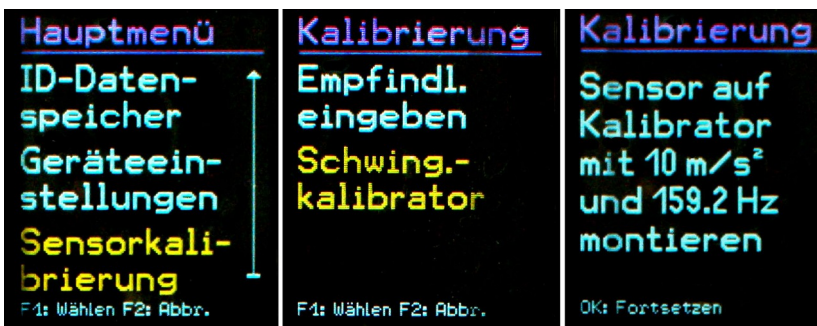 Hauptmenü
ID-Daten-
speicher
Geräteein-
stellungen
Sensorkali-
brierung
F1: Wählen F2: Abbr.
Kalibrierung
Empfindl.
eingeben
Schwing.-
kalibrator
F1: Wählen F2: Abbr.
Kalibrierung
Sensor auf
Kalibrator
mit 10 m/s²
und 159.2 Hz
montieren
OK: Fortsetzen